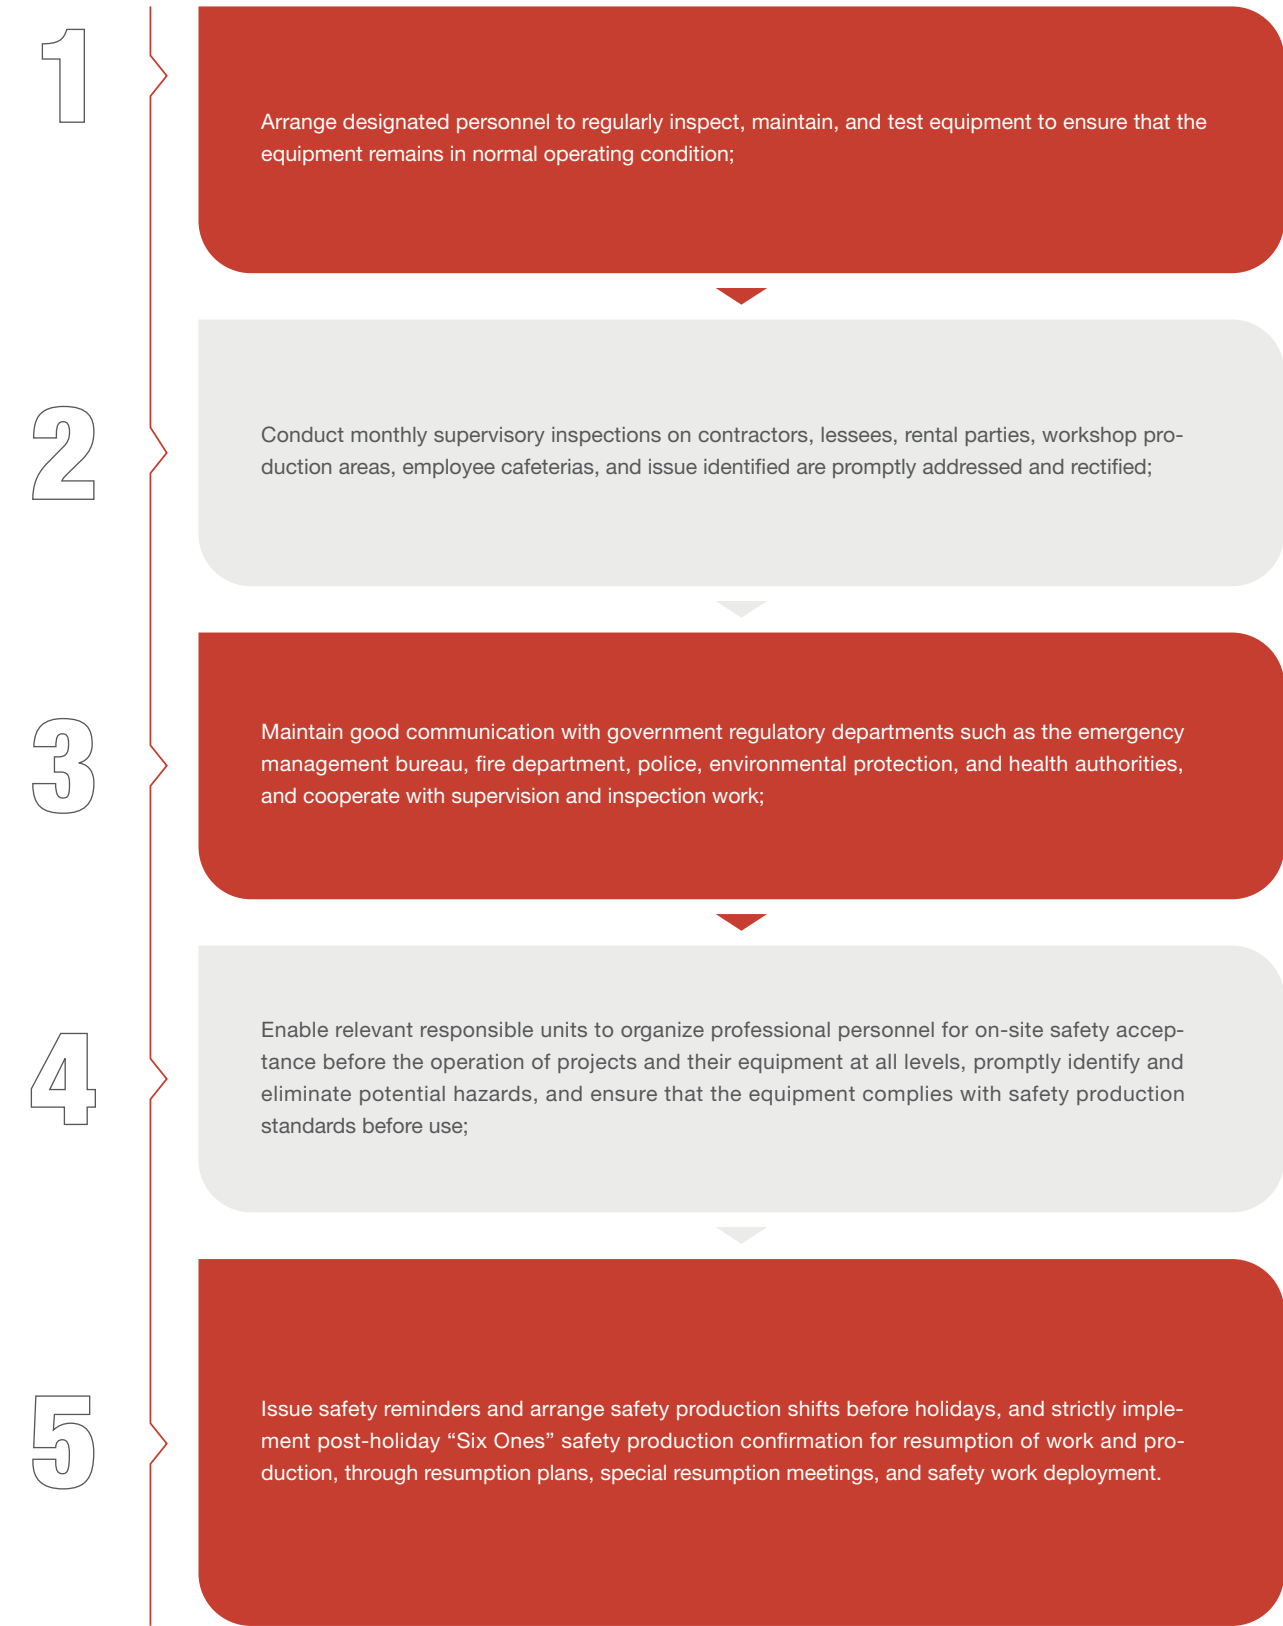 1
Arrange designated personnel to regularly inspect, maintain, and test equipment to ensure that the
equipment remains in normal operating condition;
2
Conduct monthly supervisory inspections on contractors, lessees, rental parties, workshop pro-
duction areas, employee cafeterias, and issue identified are promptly addressed and rectified;
3
Maintain good communication with government regulatory departments such as the emergency
management bureau, fire department, police, environmental protection, and health authorities,
and cooperate with supervision and inspection work;
4
Enable relevant responsible units to organize professional personnel for on-site safety accep-
tance before the operation of projects and their equipment at all levels, promptly identify and
eliminate potential hazards, and ensure that the equipment complies with safety production
standards before use;
5
Issue safety reminders and arrange safety production shifts before holidays, and strictly imple-
ment post-holiday “Six Ones” safety production confirmation for resumption of work and pro-
duction, through resumption plans, special resumption meetings, and safety work deployment.